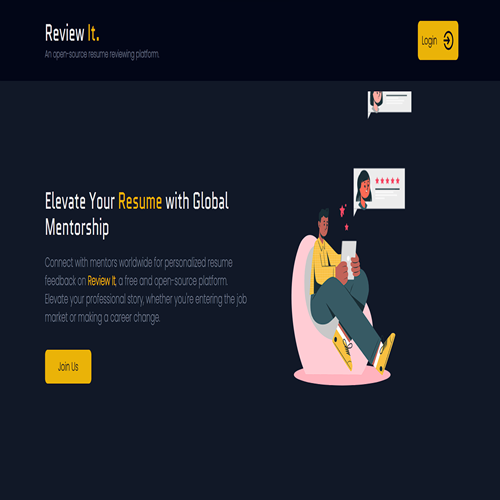 Review It.
An open-source resume reviewing platform.
Login
Elevate Your Resume with Global
Mentorship
Connect with mentors worldwide for personalized resume
feedback on Review It, a free and open-source platform.
Elevate your professional story, whether you're entering the job
market or making a career change.
Join Us